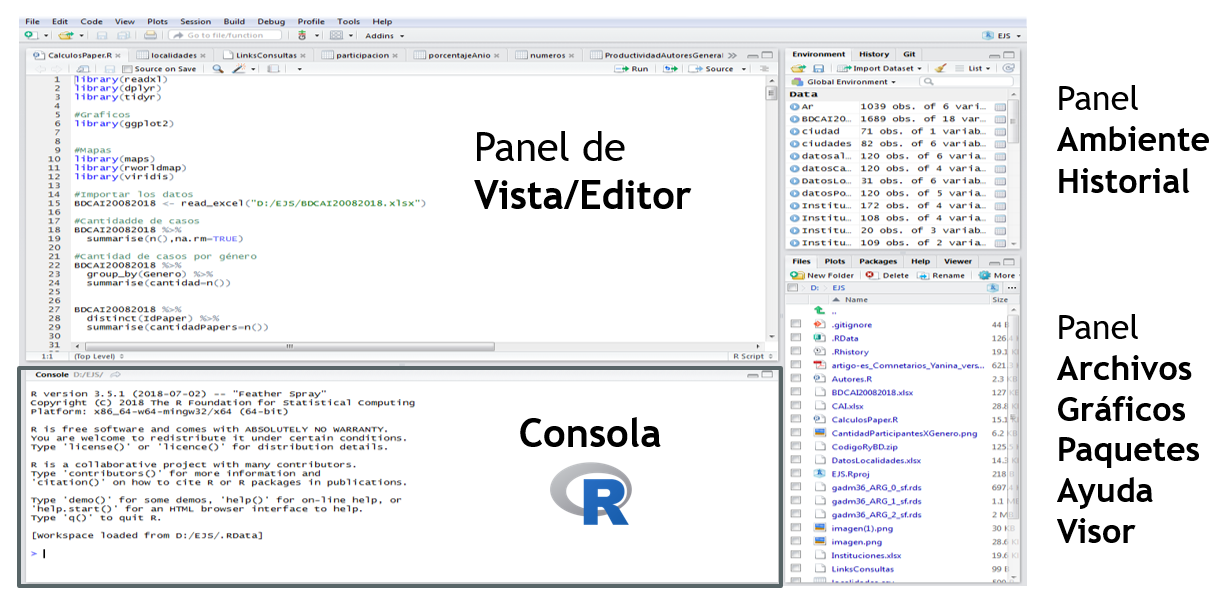 File Edit Code View Plots Session Build Debug Profile Tools Help
Go to file/function Addins EJS
CalculosPaper.R localidades LinksConsultas participacion porcentajeAnio numeros ProductividadAutoresGeneral
Source on Save Run Source
1 library(readxl)
2 library(dplyr)
3 library(tidyr)
4
5 #Graficos
6 library(ggplot2)
7
8
9 #Mapas
10 library(maps)
11 library(rworldmap)
12 library(viridis)
13
14 #Importar los datos
15 BDCAI20082018 <- read_excel("D:/EJS/BDCAI20082018.xlsx")
16
17 #Cantidadde de casos
18 BDCAI20082018 %>%
19 summarise(n(),na.rm=TRUE)
20
21 #Cantidad de casos por género
22 BDCAI20082018 %>%
23 group_by(Genero) %>%
24 summarise(cantidad=n())
25
26
27 BDCAI20082018 %>%
28 distinct(IdPaper) %>%
29 summarise(cantidadPapers=n())
30
31
1:1 (Top Level) R Script
Panel de
Vista/Editor
Console D:/EJS/
R version 3.5.1 (2018-07-02) -- "Feather Spray"
Copyright (C) 2018 The R Foundation for Statistical Computing
Platform: x86_64-w64-mingw32/x64 (64-bit)
R is free software and comes with ABSOLUTELY NO WARRANTY.
You are welcome to redistribute it under certain conditions.
Type 'license()' or 'licence()' for distribution details.
R is a collaborative project with many contributors.
Type 'contributors()' for more information and
'citation()' on how to cite R or R packages in publications.
Type 'demo()' for some demos, 'help()' for on-line help, or
'help.start()' for an HTML browser interface to help.
Type 'q()' to quit R.
[Workspace loaded from D:/EJS/.RData]
>
Consola
R
Environment History Git
Import Dataset List
Global Environment
Data
Ar 1039 obs. of 6 vari…
BDCAI20… 1689 obs. of 18 var…
ciudad 71 obs. of 1 variab…
ciudades 82 obs. of 6 variab…
datosal… 120 obs. of 6 varia…
datosca… 120 obs. of 4 varia…
DatosLo… 31 obs. of 6 variab…
datosPo… 120 obs. of 5 varia…
Institu… 172 obs. of 4 varia…
Institu… 108 obs. of 4 varia…
Institu… 20 obs. of 3 variab…
Institu… 109 obs. of 2 varia…
Files Plots Packages Help Viewer
New Folder Delete Rename More
D: EJS
Name Size
..
.gitignore 44 B
.RData 126
.Rhistory 19.1
artigo-es_Comnetarios_Yanina_vers... 621
Autores.R 2.3 KB
BDCAI20082018.xlsx 127 KB
CAI.xlsx 28.8
CalculosPaper.R 15.1
CantidadParticipantesXGenero.png 6.2 KB
CodigoRyBD.zip 125
DatosLocalidades.xlsx 14.3
EJS.Rproj 218 B
gadm36_ARG_0_sf.rds 697
gadm36_ARG_1_sf.rds 1.1 MB
gadm36_ARG_2_sf.rds 2 MB
imagen(1).png 30 KB
imagen.png 28.6
Instituciones.xlsx 19.6
LinksConsultas 99 B
Panel
Ambiente
Historial
Panel
Archivos
Gráficos
Paquetes
Ayuda
Visor